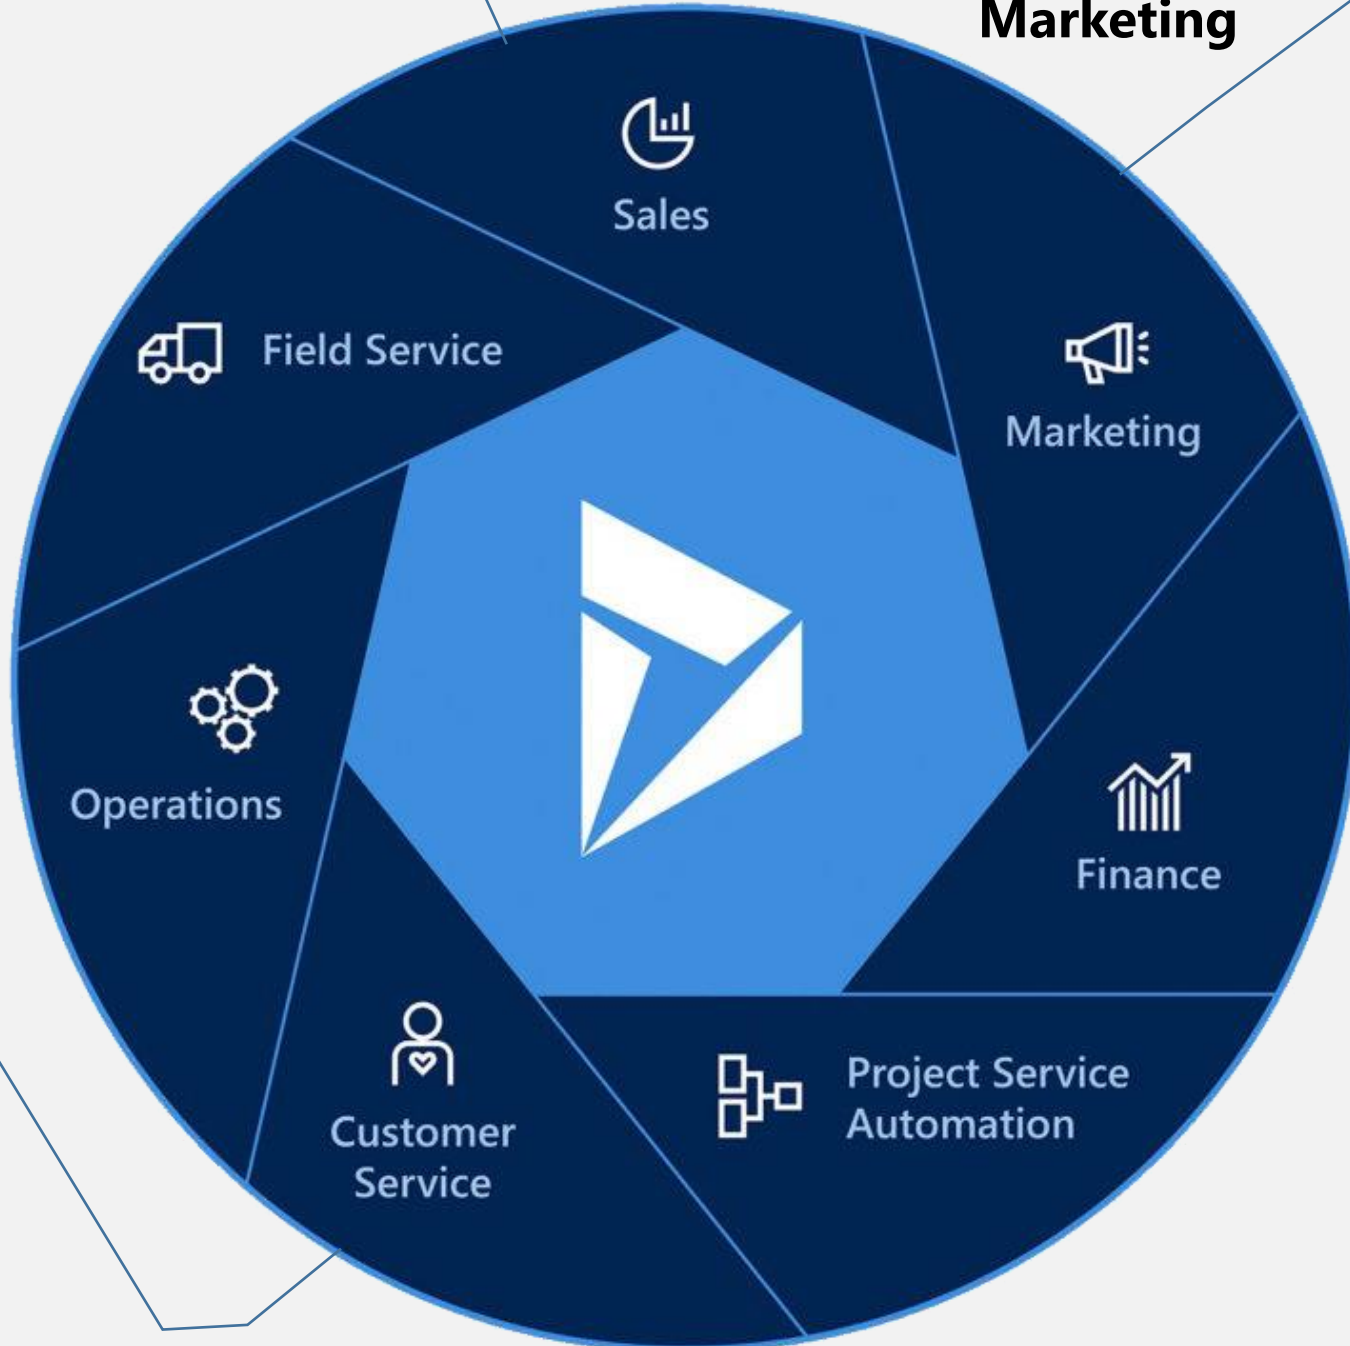 Marketing
Sales
Field Service
Marketing
Operations
Finance
Project Service
Automation
Customer
Service